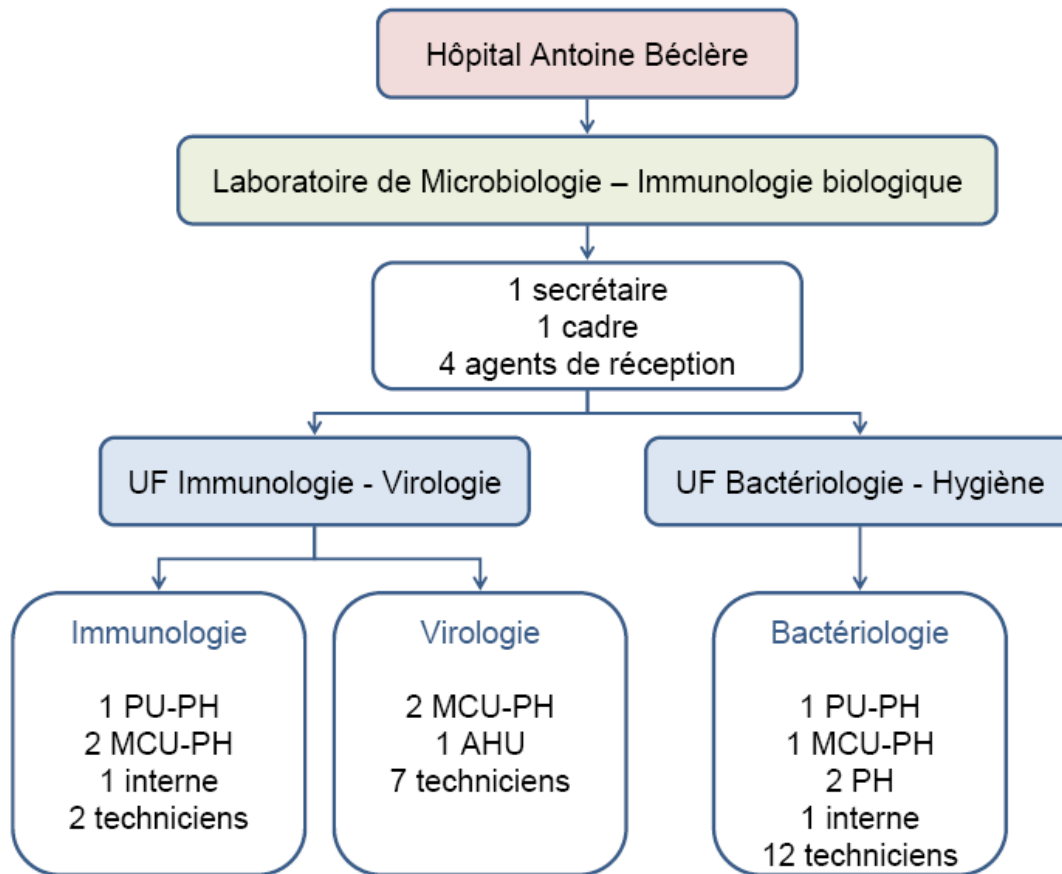 Hôpital Antoine Béclère
Laboratoire de Microbiologie – Immunologie biologique
1 secrétaire
1 cadre
4 agents de réception
UF Immunologie - Virologie
UF Bactériologie - Hygiène
Immunologie
1 PU-PH
2 MCU-PH
1 interne
2 techniciens
Virologie
2 MCU-PH
1 AHU
7 techniciens
Bactériologie
1 PU-PH
1 MCU-PH
2 PH
1 interne
12 techniciens